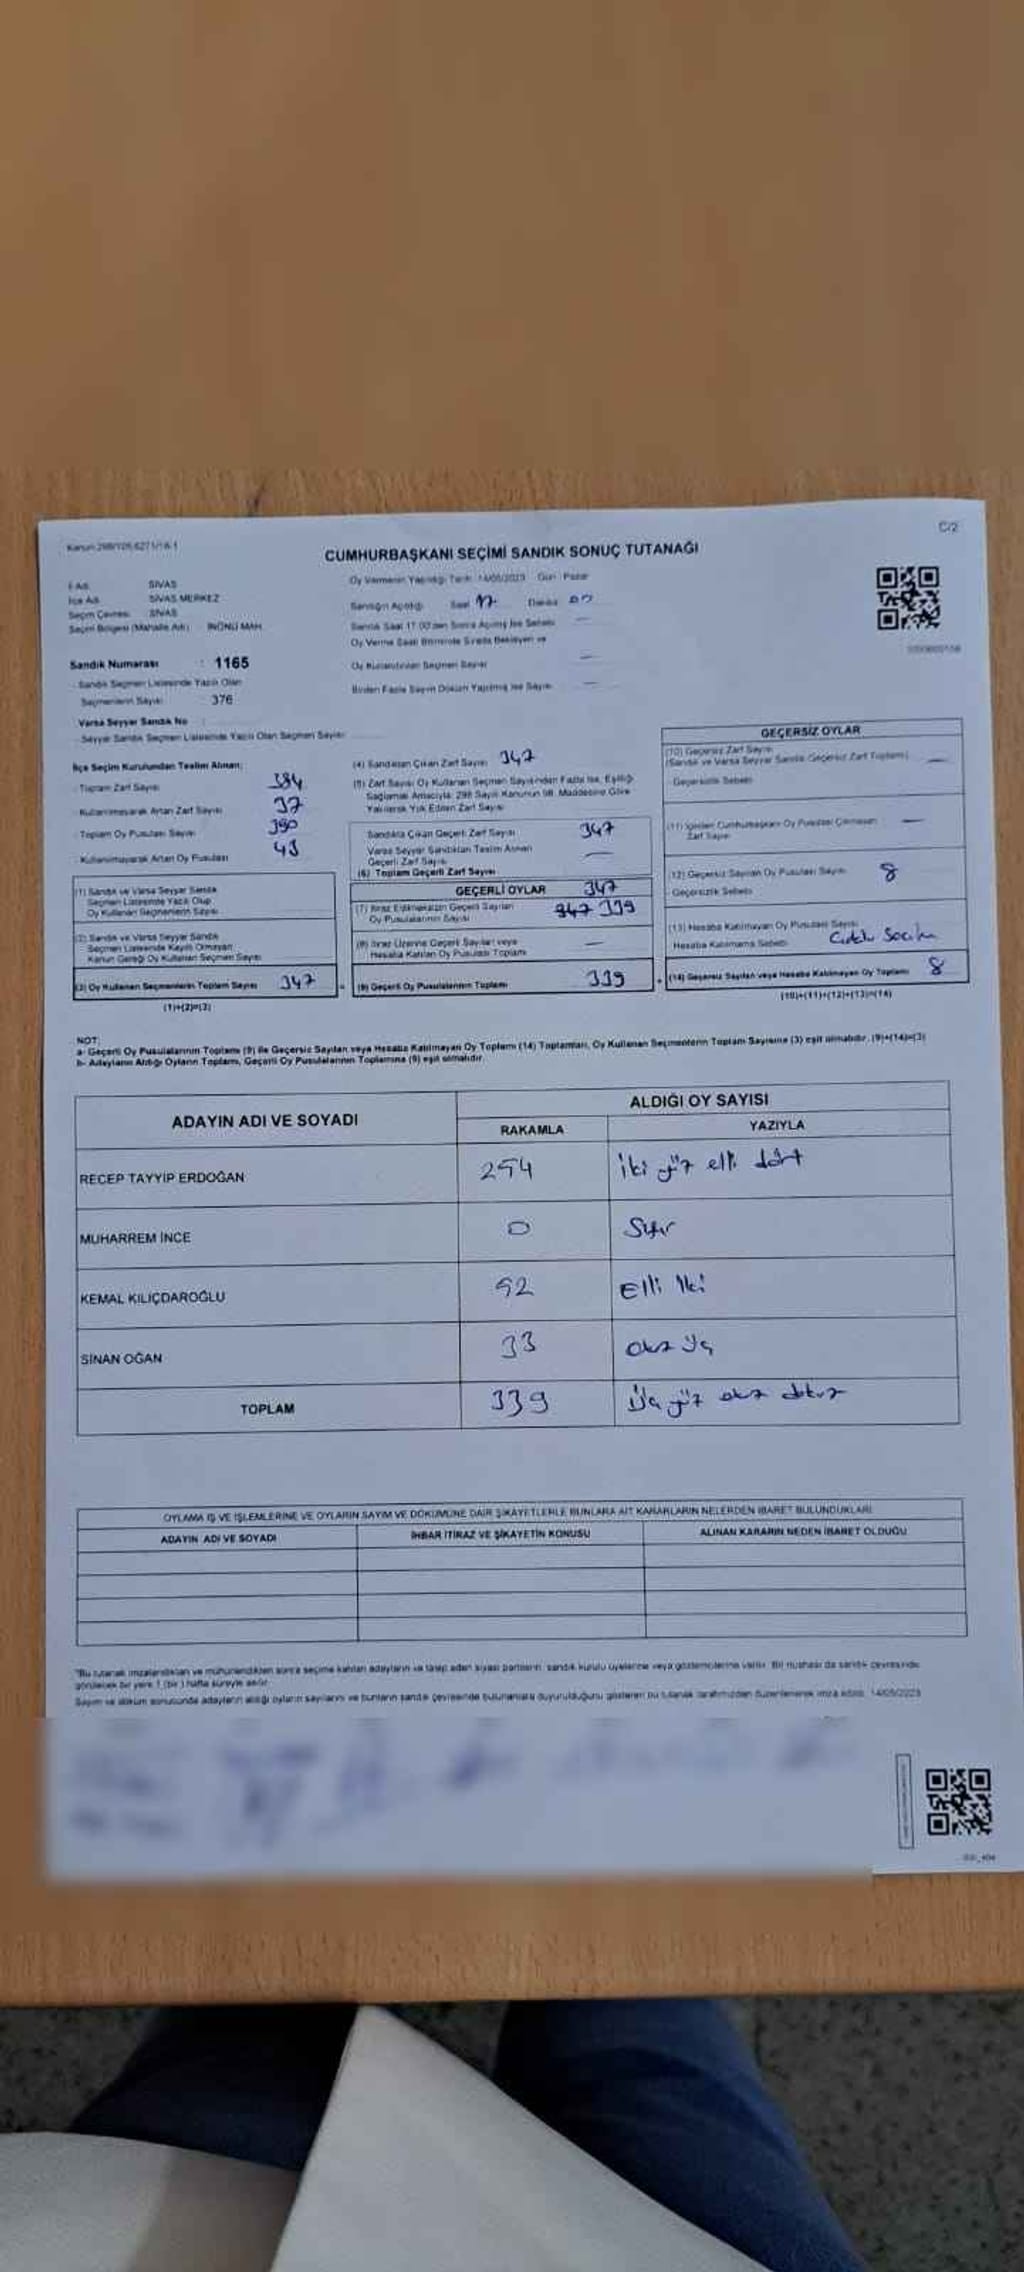 Kanun:298/105,6271/18-1
C/2
CUMHURBAŞKANI SEÇİMİ SANDIK SONUÇ TUTANAĞI
İl Adı SİVAS
İlçe Adı SİVAS MERKEZ
Seçim Çevresi SİVAS
Seçim Bölgesi (Mahalle Adı) İNÖNÜ MAH.
Sandık Numarası : 1165
Sandık Seçmen Listesinde Yazılı Olan
Seçmenlerin Sayısı 376
Varsa Seyyar Sandık No :
Seyyar Sandık Seçmen Listesinde Yazılı Olan Seçmen Sayısı:
Oy Vermenin Yapıldığı Tarih: 14/05/2023 Gün: Pazar
Sandığın Açıldığı Saat 17 Dakika 00
Sandık Saat 17.00'den Sonra Açılmış İse Sebebi —
Oy Verme Saati Bitiminde Sırada Bekleyen ve
Oy Kullandırılan Seçmen Sayısı —
Birden Fazla Sayım Döküm Yapılmış İse Sayısı —
İlçe Seçim Kurulundan Teslim Alınan;
Toplam Zarf Sayısı 384
Kullanılmayarak Artan Zarf Sayısı 37
Toplam Oy Pusulası Sayısı 390
Kullanılmayarak Artan Oy Pusulası 43
(1) Sandık ve Varsa Seyyar Sandık
Seçmen Listesinde Yazılı Olup
Oy Kullanan Seçmenlerin Sayısı
(2) Sandık ve Varsa Seyyar Sandık
Seçmen Listesinde Kayıtlı Olmayan
Kanun Gereği Oy Kullanan Seçmen Sayısı
(3) Oy Kullanan Seçmenlerin Toplam Sayısı 347
(1)+(2)=(3)
(4) Sandıktan Çıkan Zarf Sayısı 347
(5) Zarf Sayısı Oy Kullanan Seçmen Sayısından Fazla İse, Eşitliği
Sağlamak Amacıyla, 298 Sayılı Kanunun 98. Maddesine Göre
Yakılarak Yok Edilen Zarf Sayısı
Sandıkta Çıkan Geçerli Zarf Sayısı 347
Varsa Seyyar Sandıktan Teslim Alınan
Geçerli Zarf Sayısı —
(6) Toplam Geçerli Zarf Sayısı 347
GEÇERLİ OYLAR
(7) İtiraz Edilmeksizin Geçerli Sayılan
Oy Pusulalarının Sayısı 347 339
(8) İtiraz Üzerine Geçerli Sayılan veya
Hesaba Katılan Oy Pusulası Toplamı —
(9) Geçerli Oy Pusulalarının Toplamı 339
GEÇERSİZ OYLAR
(10) Geçersiz Zarf Sayısı
(Sandık ve Varsa Seyyar Sandık Geçersiz Zarf Toplamı) —
Geçersizlik Sebebi:
(11) İçinden Cumhurbaşkanı Oy Pusulası Çıkmayan —
Zarf Sayısı
(12) Geçersiz Sayılan Oy Pusulası Sayısı 8
Geçersizlik Sebebi:
(13) Hesaba Katılmayan Oy Pusulası Sayısı
Hesaba Katılmama Sebebi:
(14) Geçersiz Sayılan veya Hesaba Katılmayan Oy Toplamı 8
(10)+(11)+(12)+(13)=(14)
NOT:
a- Geçerli Oy Pusulalarının Toplamı (9) ile Geçersiz Sayılan veya Hesaba Katılmayan Oy Toplamı (14) Toplamları, Oy Kullanan Seçmenlerin Toplam Sayısına (3) eşit olmalıdır. (9)+(14)=(3)
b- Adayların Aldığı Oyların Toplamı, Geçerli Oy Pusulalarının Toplamına (9) eşit olmalıdır.
ADAYIN ADI VE SOYADI
ALDIĞI OY SAYISI
RAKAMLA YAZIYLA
RECEP TAYYİP ERDOĞAN 254 İki yüz elli dört
MUHARREM İNCE 0 Sıfır
KEMAL KILIÇDAROĞLU 52 Elli iki
SİNAN OĞAN 33 otuz üç
TOPLAM 339 Üç yüz otuz dokuz
OYLAMA İŞ VE İŞLEMLERİNE VE OYLARIN SAYIM VE DÖKÜMÜNE DAİR ŞİKAYETLERLE BUNLARA AİT KARARLARIN NELERDEN İBARET BULUNDUKLARI
ADAYIN ADI VE SOYADI İHBAR İTİRAZ VE ŞİKAYETİN KONUSU ALINAN KARARIN NEDEN İBARET OLDUĞU
"Bu tutanak imzalandıktan ve mühürlendikten sonra seçime katılan adayların ve talep eden siyasi partilerin, sandık kurulu üyelerine veya gözlemcilerine verilir. Bir nüshası da sandık çevresinde
görülecek bir yere 1 (bir) hafta süreyle asılır.
Sayım ve döküm sonucunda adayların aldığı oyların sayılarını ve bunların sandık çevresinde bulunanlara duyurulduğunu gösteren bu tutanak tarafımızdan düzenlenerek imza edildi. 14/05/2023